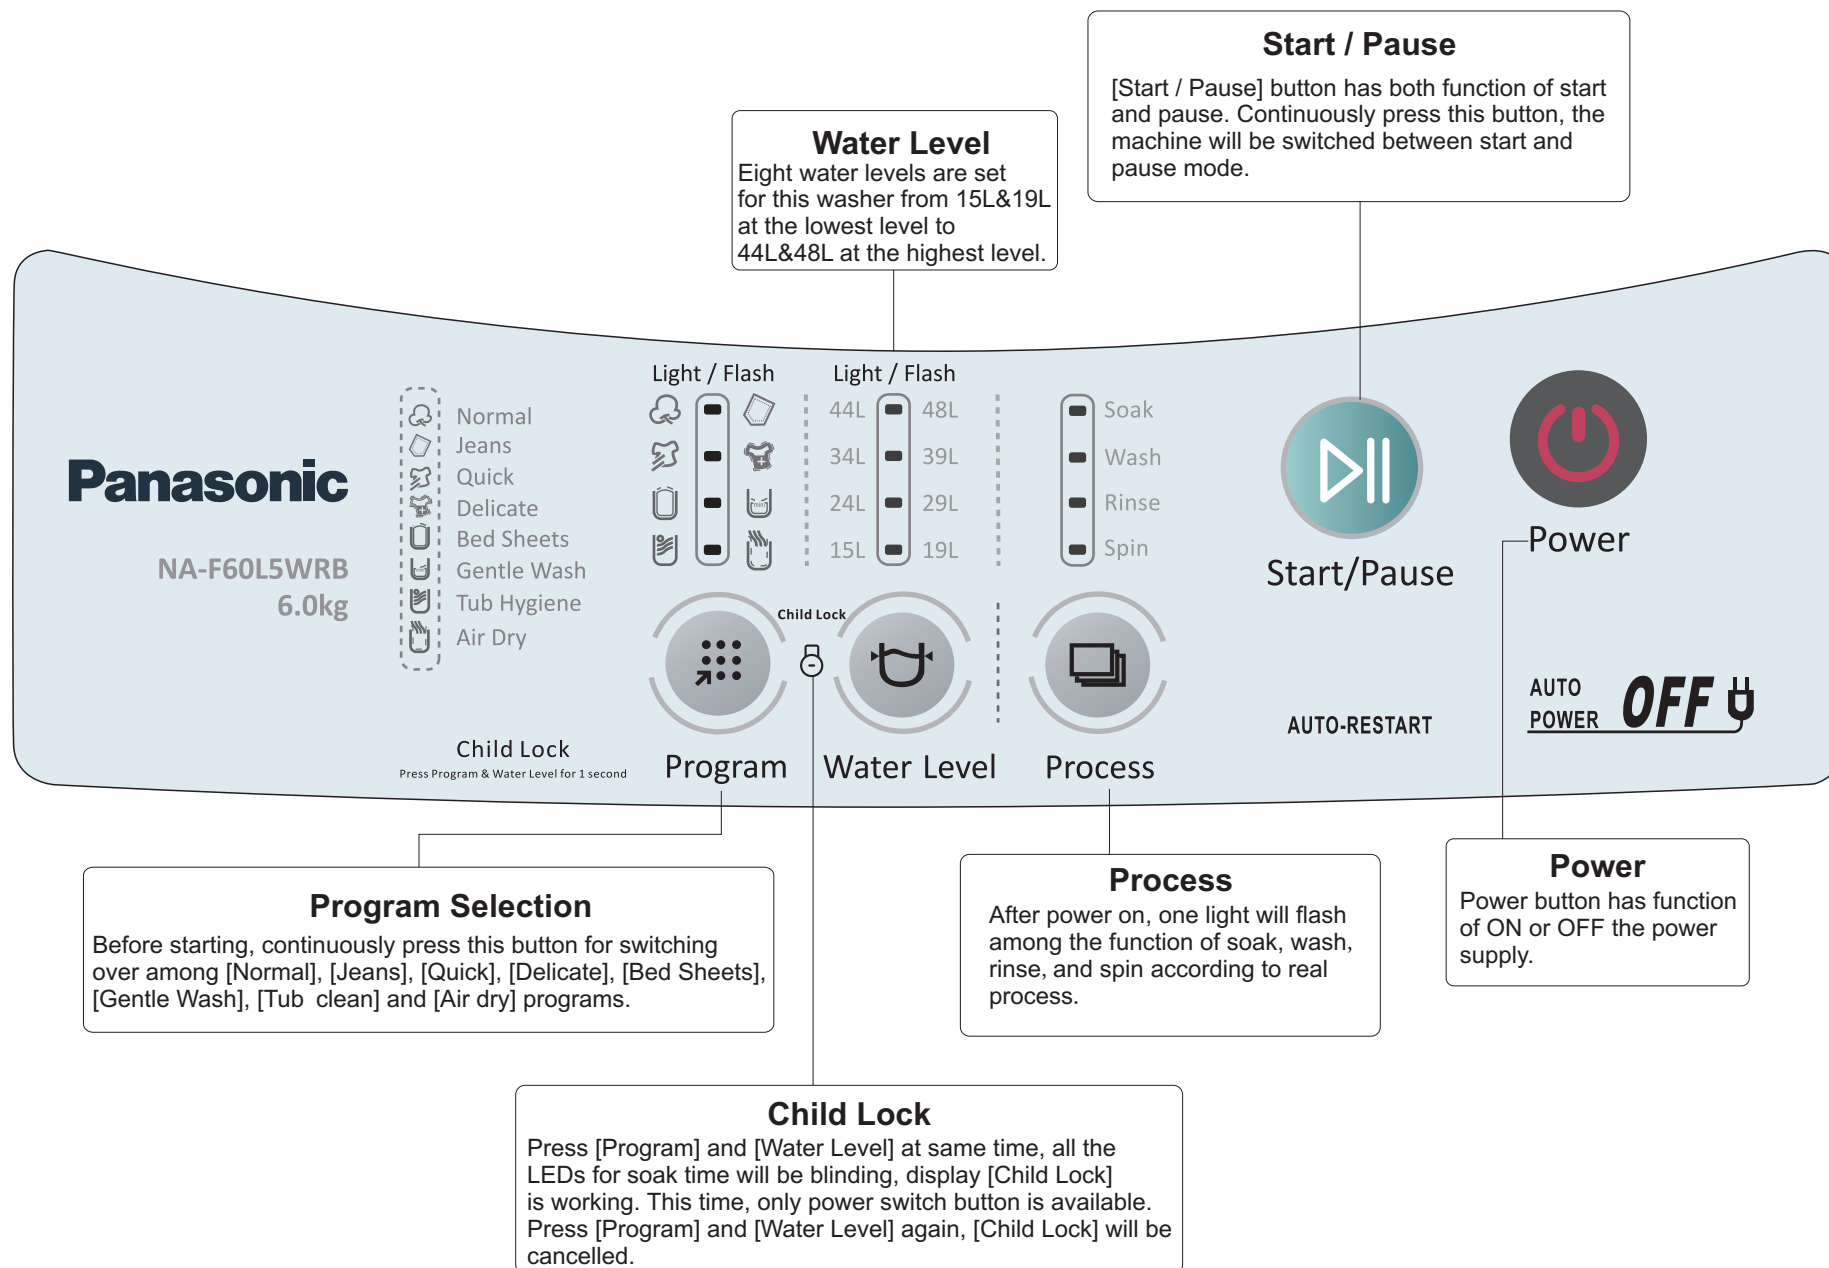 Start / Pause
[Start / Pause] button has both function of start
and pause. Continuously press this button, the
machine will be switched between start and
pause mode.
Water Level
Eight water levels are set
for this washer from 15L&19L
at the lowest level to
44L&48L at the highest level.
Panasonic
NA-F60L5WRB
6.0kg
Normal
Jeans
Quick
Delicate
Bed Sheets
Gentle Wash
Tub Hygiene
Air Dry
Child Lock
Press Program & Water Level for 1 second
Light / Flash
mini
Program
Child Lock
Light / Flash
44L 48L
34L 39L
24L 29L
15L 19L
Water Level
Soak
Wash
Rinse
Spin
Process
Start/Pause
AUTO-RESTART
Power
AUTO
POWER OFF
Program Selection
Before starting, continuously press this button for switching
over among [Normal], [Jeans], [Quick], [Delicate], [Bed Sheets],
[Gentle Wash], [Tub  clean] and [Air dry] programs.
Process
After power on, one light will flash
among the function of soak, wash,
rinse, and spin according to real
process.
Power
Power button has function
of ON or OFF the power
supply.
Child Lock
Press [Program] and [Water Level] at same time, all the
LEDs for soak time will be blinding, display [Child Lock]
is working. This time, only power switch button is available.
Press [Program] and [Water Level] again, [Child Lock] will be
cancelled.